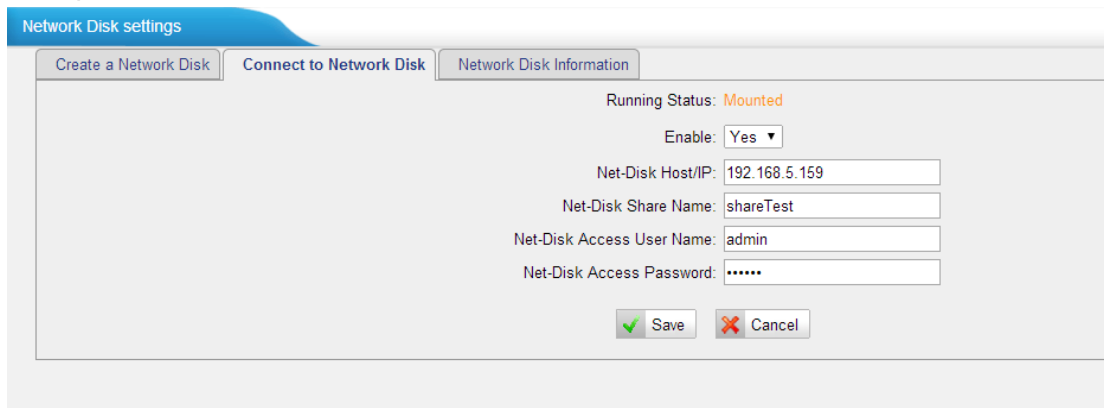 Network Disk settings
Create a Network Disk Connect to Network Disk Network Disk Information
Running Status: Mounted
Enable: Yes
Net-Disk Host/IP: 192.168.5.159
Net-Disk Share Name: shareTest
Net-Disk Access User Name: admin
Net-Disk Access Password: ••••••
Save Cancel